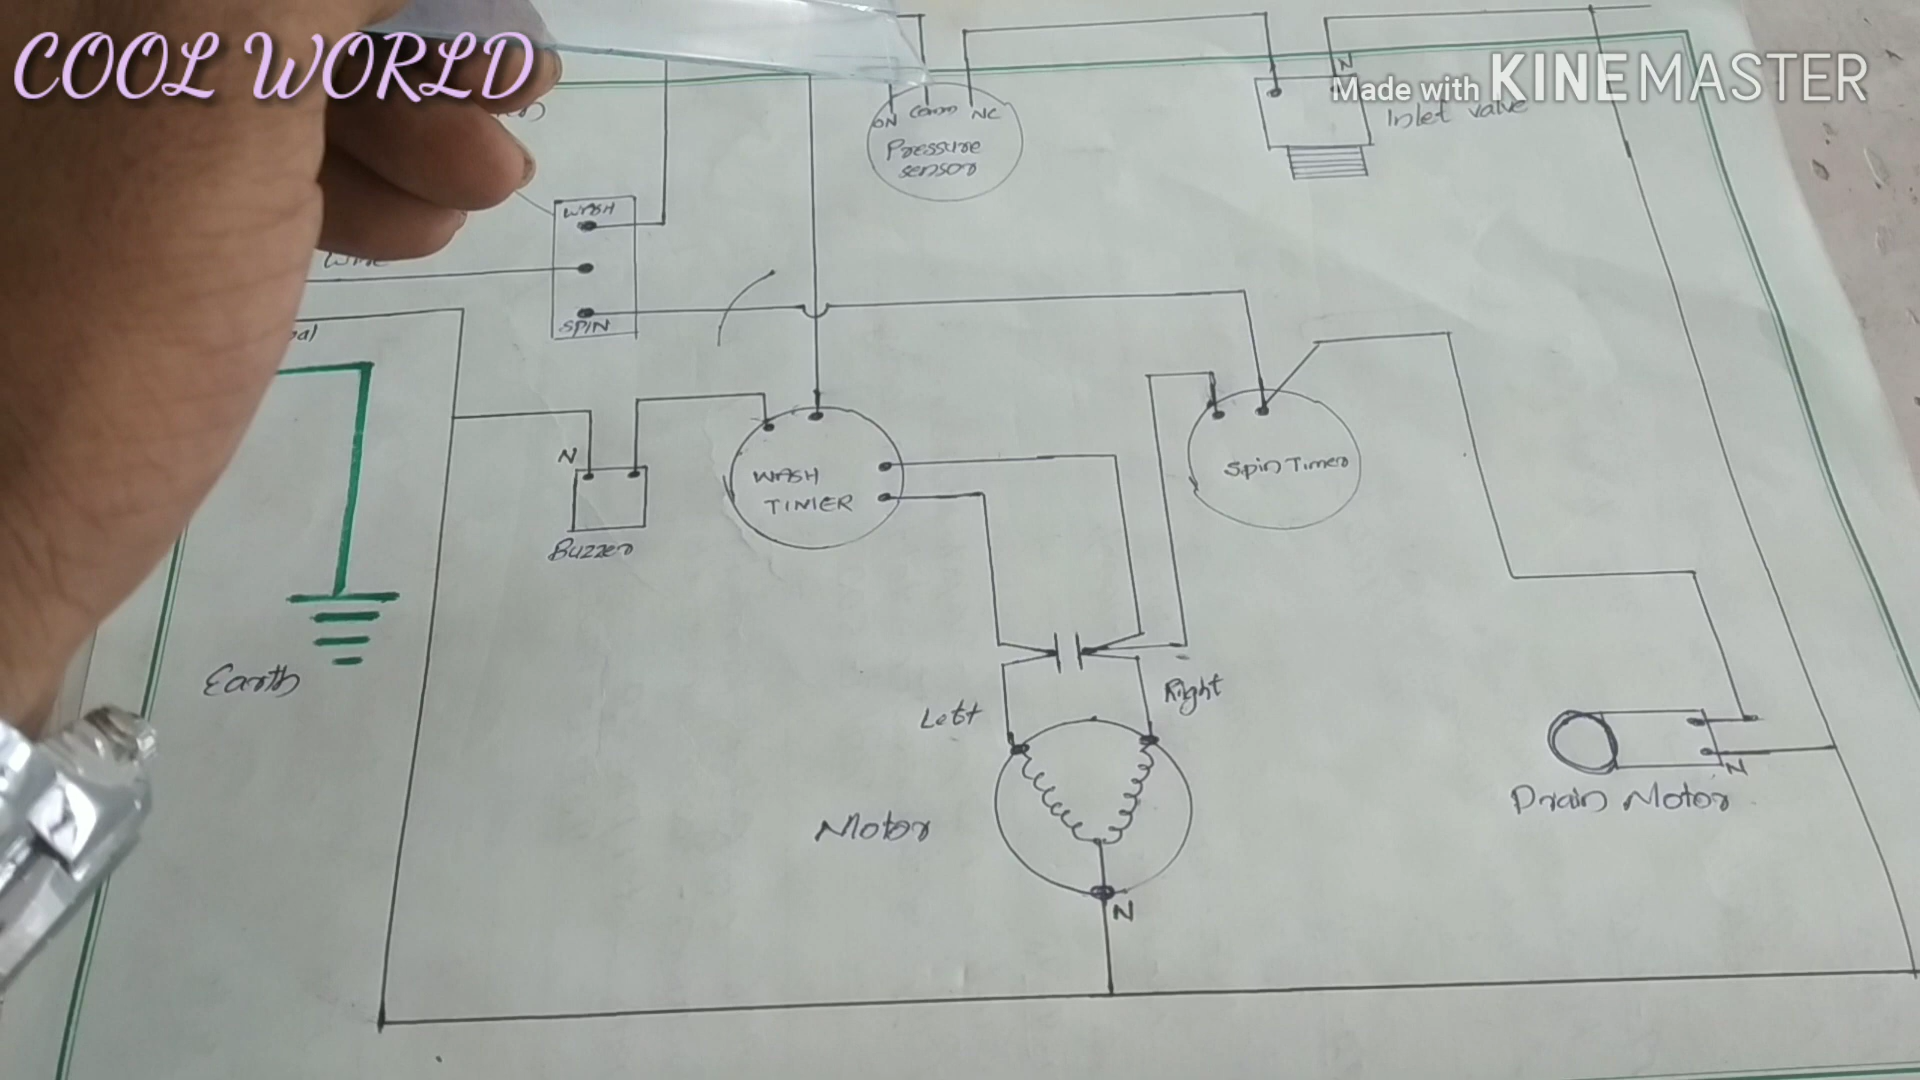 COOL WORLD
Made with KINEMASTER
N
Inlet valve
ON Comm NC
Pressure
sensor
WASH
SPIN
N
Buzzer
WASH
TIMER
Spin Timer
Earth
Left
Right
Motor
N
N
Drain Motor